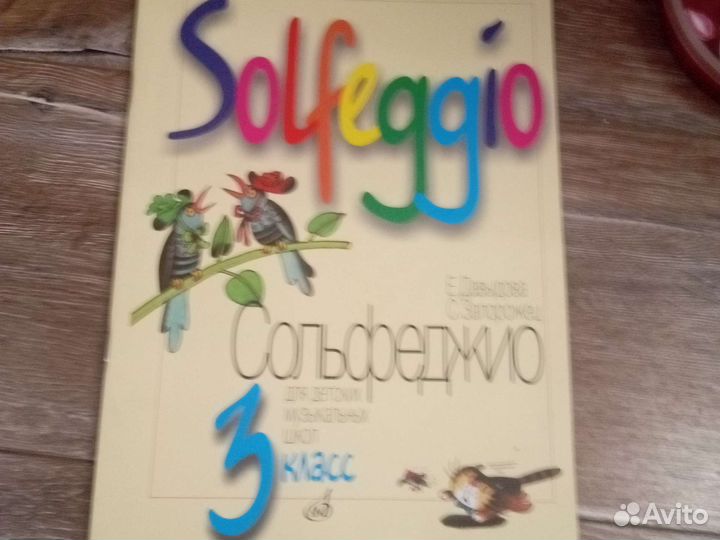 Solfeggio
Е. Давыдова
С. Запорожец
Сольфеджио
для детских
музыкальных
школ
3 класс
Avito